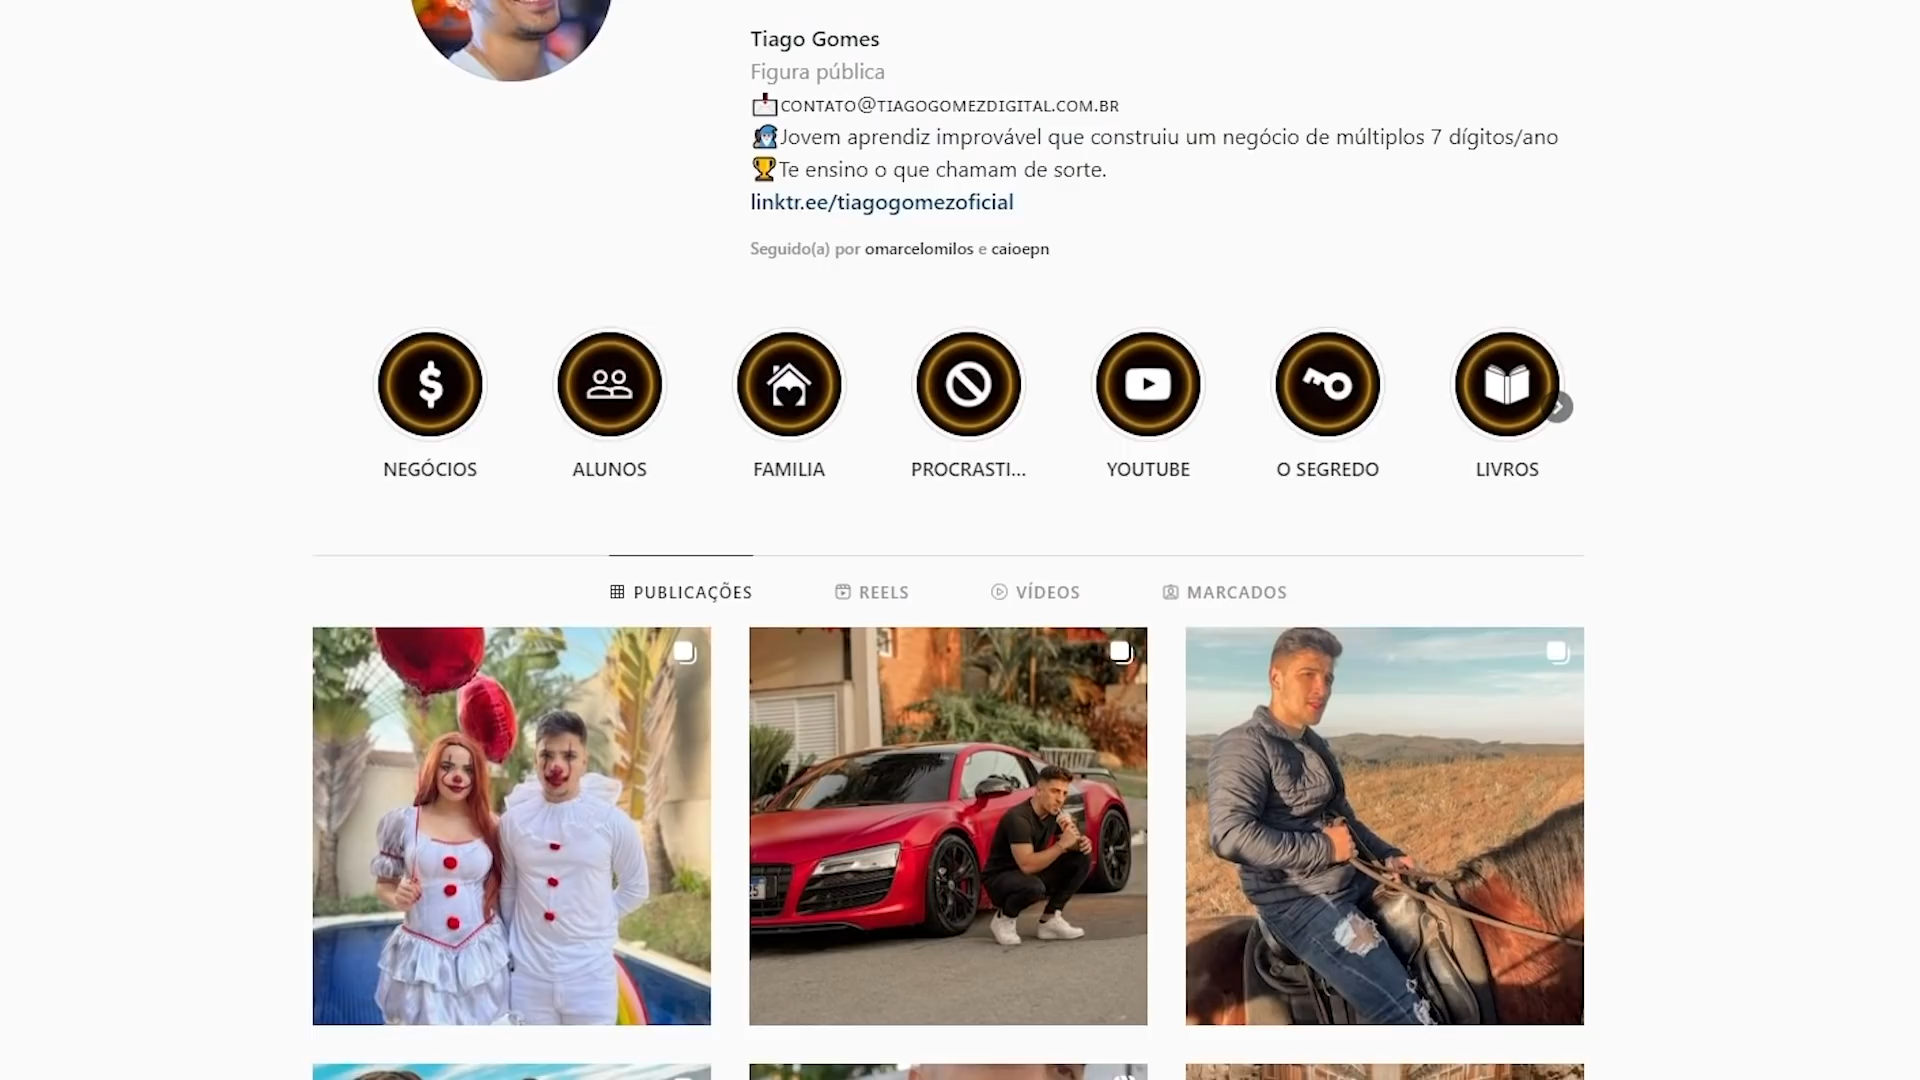 Tiago Gomes
Figura pública
📩CONTATO@TIAGOGOMEZDIGITAL.COM.BR
Jovem aprendiz improvável que construiu um negócio de múltiplos 7 dígitos/ano
🏆Te ensino o que chamam de sorte.
linktr.ee/tiagogomezoficial
Seguido(a) por omarcelomilos e caioepn
NEGÓCIOS
ALUNOS
FAMILIA
PROCRASTI...
YOUTUBE
O SEGREDO
LIVROS
PUBLICAÇÕES
REELS
VÍDEOS
MARCADOS